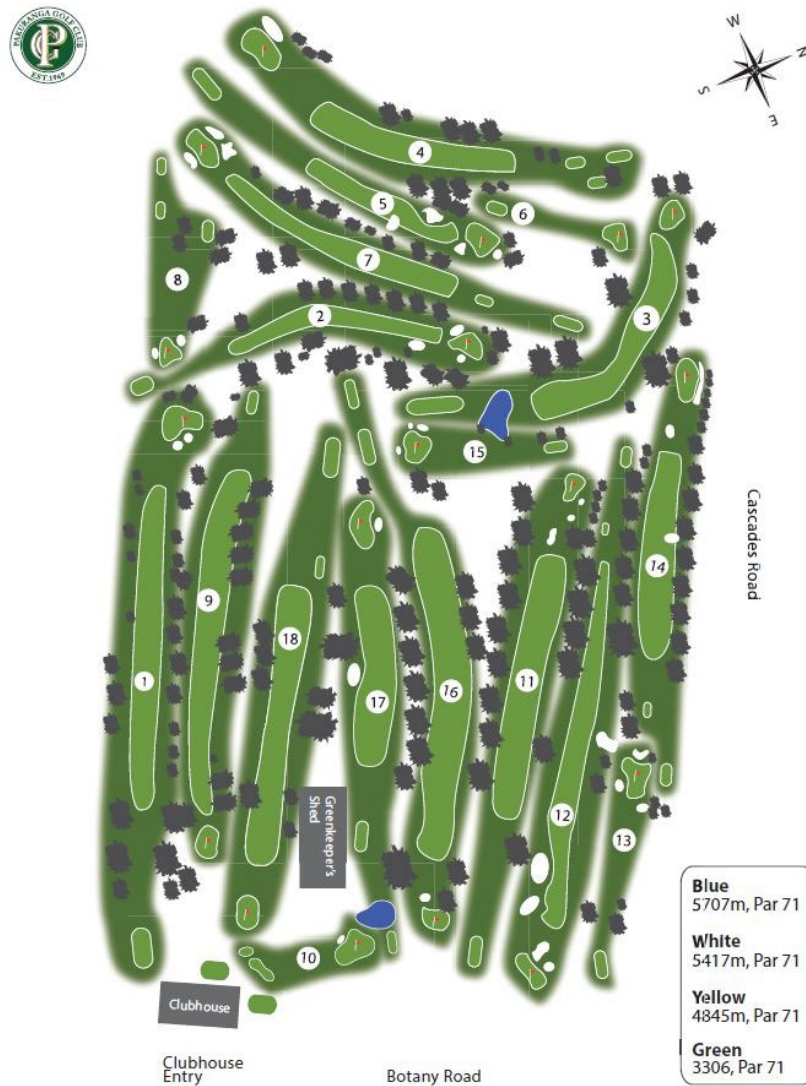 PAKURANGA GOLF CLUB
PGC
EST.1969
W
N
S
E
4
5
6
7
8
2
3
15
14
9
18
1
17
16
11
12
13
10
Cascades Road
Greenkeeper's
Shed
Clubhouse
Clubhouse
Entry
Botany Road
Blue
5707m, Par 71
White
5417m, Par 71
Yellow
4845m, Par 71
Green
3306, Par 71